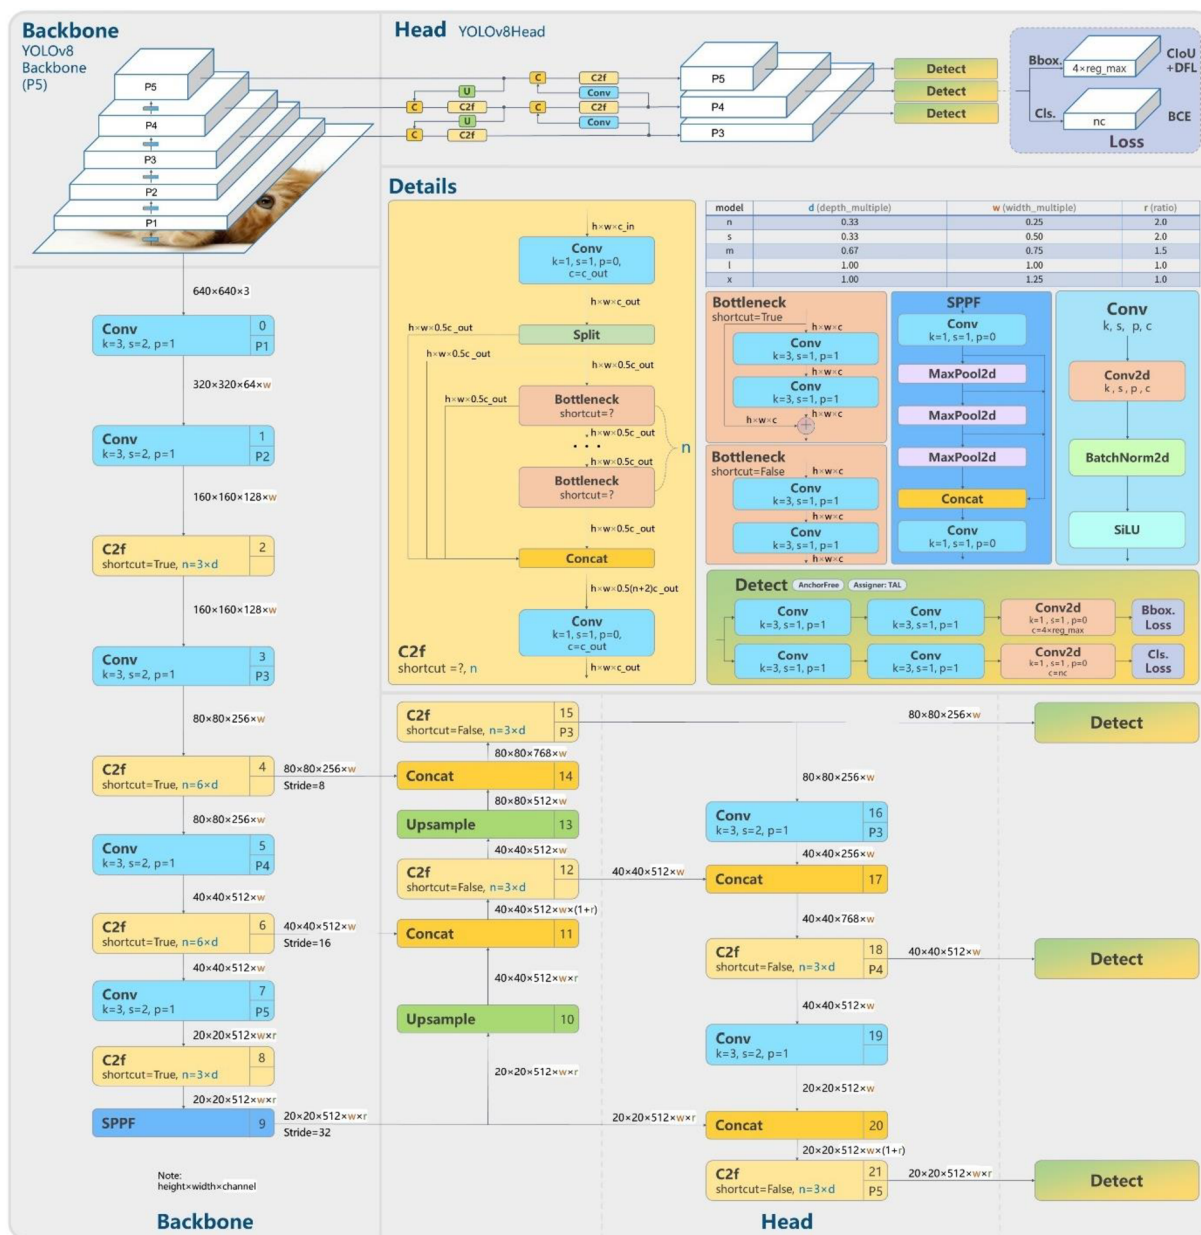 Backbone
YOLOv8
Backbone
(P5)
P5
P4
P3
P2
P1
Head YOLOv8Head
C C2f
U Conv
C C2f C C2f
U Conv
C C2f
P5
P4
P3
Detect
Detect
Detect
Bbox.
4×reg_max
CIoU
+DFL
Cls.
nc
BCE
Loss
640×640×3
Conv 0
k=3, s=2, p=1 P1
320×320×64×w
Conv 1
k=3, s=2, p=1 P2
160×160×128×w
C2f 2
shortcut=True, n=3×d
160×160×128×w
Conv 3
k=3, s=2, p=1 P3
80×80×256×w
C2f 4
shortcut=True, n=6×d
80×80×256×w
Stride=8
80×80×256×w
Conv 5
k=3, s=2, p=1 P4
40×40×512×w
C2f 6
shortcut=True, n=6×d
40×40×512×w
Stride=16
40×40×512×w
Conv 7
k=3, s=2, p=1 P5
20×20×512×w×r
C2f 8
shortcut=True, n=3×d
20×20×512×w×r
SPPF 9
20×20×512×w×r
Stride=32
Note:
height×width×channel
Backbone
Details
h×w×c_in
Conv
k=1, s=1, p=0,
c=c_out
h×w×c_out
h×w×0.5c_out
Split
h×w×0.5c_out
h×w×0.5c_out
h×w×0.5c_out
Bottleneck
shortcut=?
h×w×0.5c_out
• • •
n
h×w×0.5c_out
Bottleneck
shortcut=?
h×w×0.5c_out
Concat
h×w×0.5(n+2)c_out
Conv
k=1, s=1, p=0,
c=c_out
h×w×c_out
C2f
shortcut =?, n
model d (depth_multiple) w (width_multiple) r (ratio)
n 0.33 0.25 2.0
s 0.33 0.50 2.0
m 0.67 0.75 1.5
l 1.00 1.00 1.0
x 1.00 1.25 1.0
Bottleneck
shortcut=True
h×w×c
Conv
k=3, s=1, p=1
h×w×c
Conv
k=3, s=1, p=1
h×w×c
h×w×c
+
Bottleneck
shortcut=False
h×w×c
Conv
k=3, s=1, p=1
h×w×c
Conv
k=3, s=1, p=1
h×w×c
SPPF
Conv
k=1, s=1, p=0
MaxPool2d
MaxPool2d
MaxPool2d
Concat
Conv
k=1, s=1, p=0
Conv
k, s, p, c
Conv2d
k, s, p, c
BatchNorm2d
SiLU
Detect AnchorFree Assigner: TAL
Conv
k=3, s=1, p=1
Conv
k=3, s=1, p=1
Conv2d
k=1, s=1, p=0
c=4×reg_max
Bbox.
Loss
Conv
k=3, s=1, p=1
Conv
k=3, s=1, p=1
Conv2d
k=1, s=1, p=0
c=nc
Cls.
Loss
C2f 15
shortcut=False, n=3×d P3
80×80×768×w
Concat 14
80×80×512×w
Upsample 13
40×40×512×w
C2f 12
shortcut=False, n=3×d
40×40×512×w×(1+r)
Concat 11
40×40×512×w×r
Upsample 10
20×20×512×w×r
80×80×256×w
Detect
80×80×256×w
Conv 16
k=3, s=2, p=1 P3
40×40×256×w
40×40×512×w
Concat 17
40×40×768×w
C2f 18
shortcut=False, n=3×d P4
40×40×512×w
Detect
40×40×512×w
Conv 19
k=3, s=2, p=1
20×20×512×w
20×20×512×w×r
Concat 20
20×20×512×w×(1+r)
C2f 21
shortcut=False, n=3×d P5
20×20×512×w×r
Detect
Head